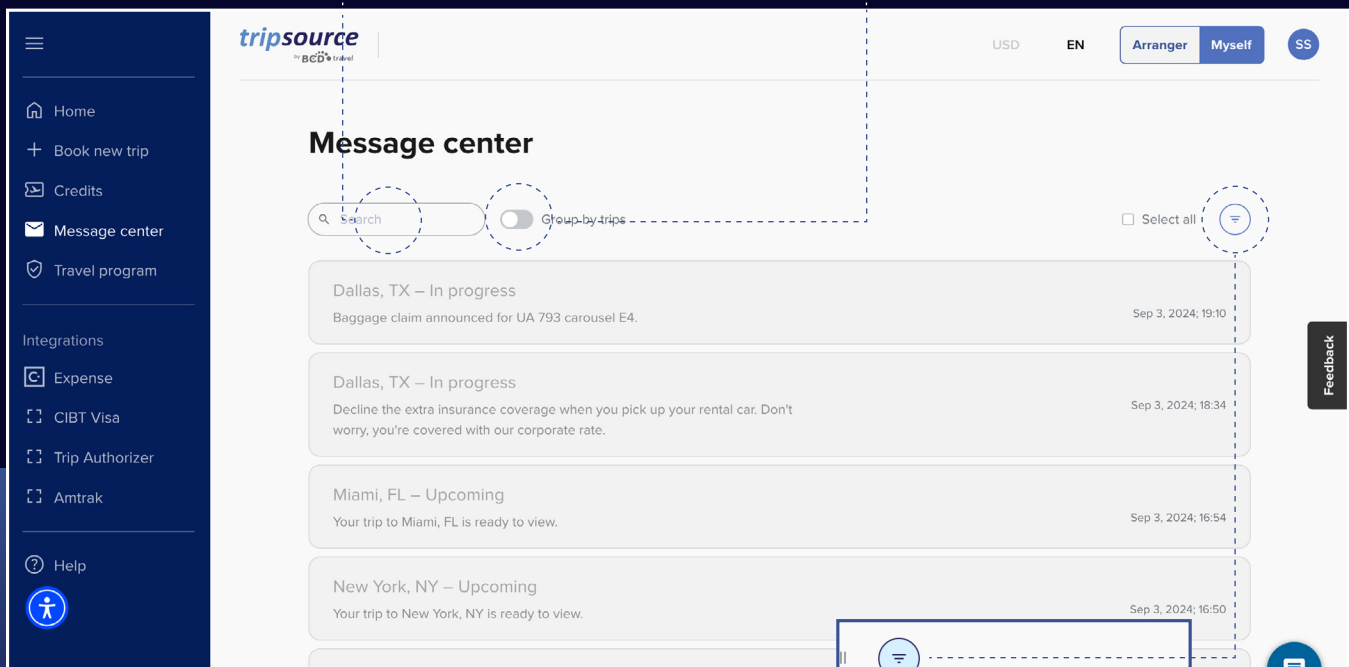 tripsource
by BCD travel
USD
EN
Arranger
Myself
SS
Home
Book new trip
Credits
Message center
Travel program
Integrations
Expense
CIBT Visa
Trip Authorizer
Amtrak
Help
Message center
Search
Group by trips
Select all
Dallas, TX – In progress
Baggage claim announced for UA 793 carousel E4.
Sep 3, 2024; 19:10
Dallas, TX – In progress
Decline the extra insurance coverage when you pick up your rental car. Don't
worry, you're covered with our corporate rate.
Sep 3, 2024; 18:34
Miami, FL – Upcoming
Your trip to Miami, FL is ready to view.
Sep 3, 2024; 16:54
New York, NY – Upcoming
Your trip to New York, NY is ready to view.
Sep 3, 2024; 16:50
Feedback